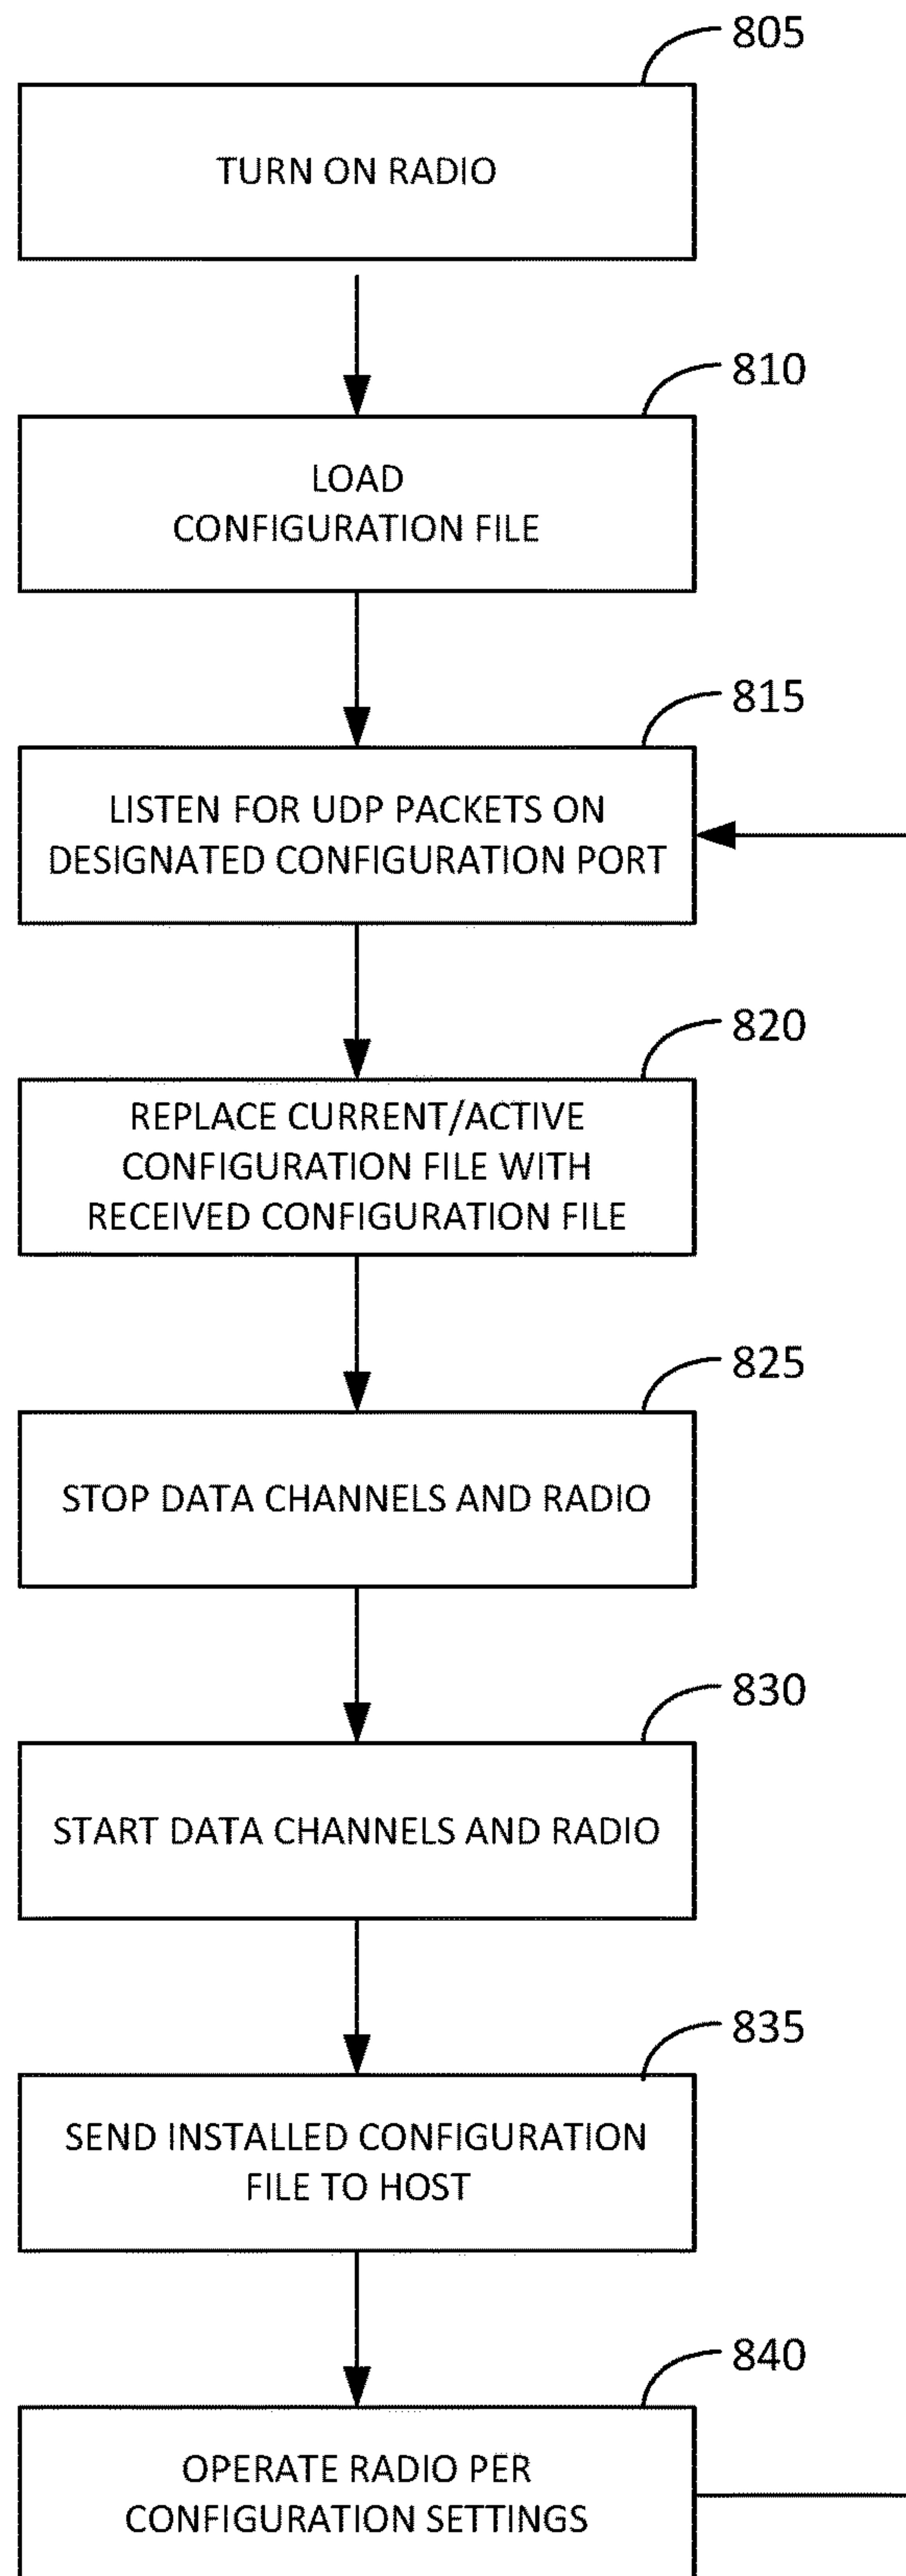 805
TURN ON RADIO
810
LOAD
CONFIGURATION FILE
815
LISTEN FOR UDP PACKETS ON
DESIGNATED CONFIGURATION PORT
820
REPLACE CURRENT/ACTIVE
CONFIGURATION FILE WITH
RECEIVED CONFIGURATION FILE
825
STOP DATA CHANNELS AND RADIO
830
START DATA CHANNELS AND RADIO
835
SEND INSTALLED CONFIGURATION
FILE TO HOST
840
OPERATE RADIO PER
CONFIGURATION SETTINGS